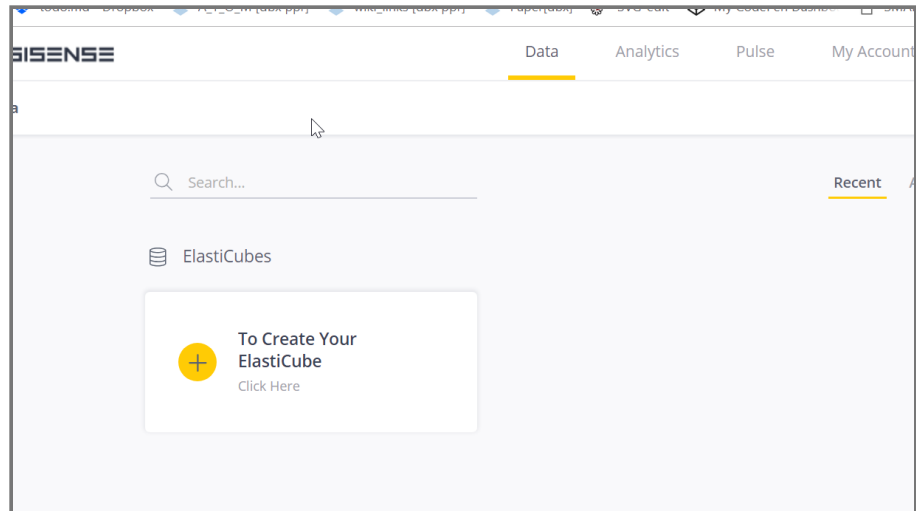 SISENSE
Data Analytics Pulse My Account
a
Search...
Recent
ElastiCubes
To Create Your
ElastiCube
Click Here